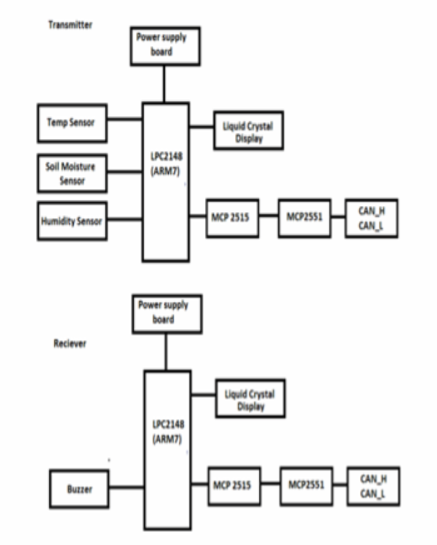 Transmitter
Power supply
board
Temp Sensor
Soil Moisture
Sensor
Humidity Sensor
LPC2148
(ARM7)
Liquid Crystal
Display
MCP 2515
MCP2551
CAN_H
CAN_L
Power supply
board
Reciever
LPC2148
(ARM7)
Liquid Crystal
Display
Buzzer
MCP 2515
MCP2551
CAN_H
CAN_L